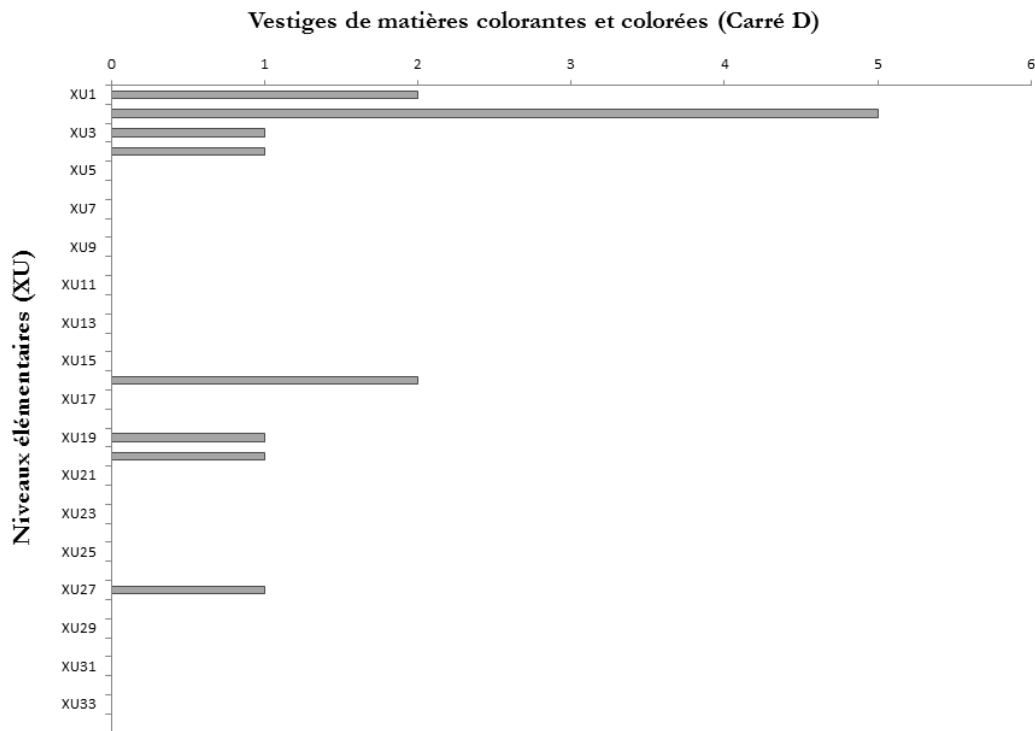 Vestiges de matières colorantes et colorées (Carré D)
0 1 2 3 4 5 6
Niveaux élémentaires (XU)
XU1
XU3
XU5
XU7
XU9
XU11
XU13
XU15
XU17
XU19
XU21
XU23
XU25
XU27
XU29
XU31
XU33